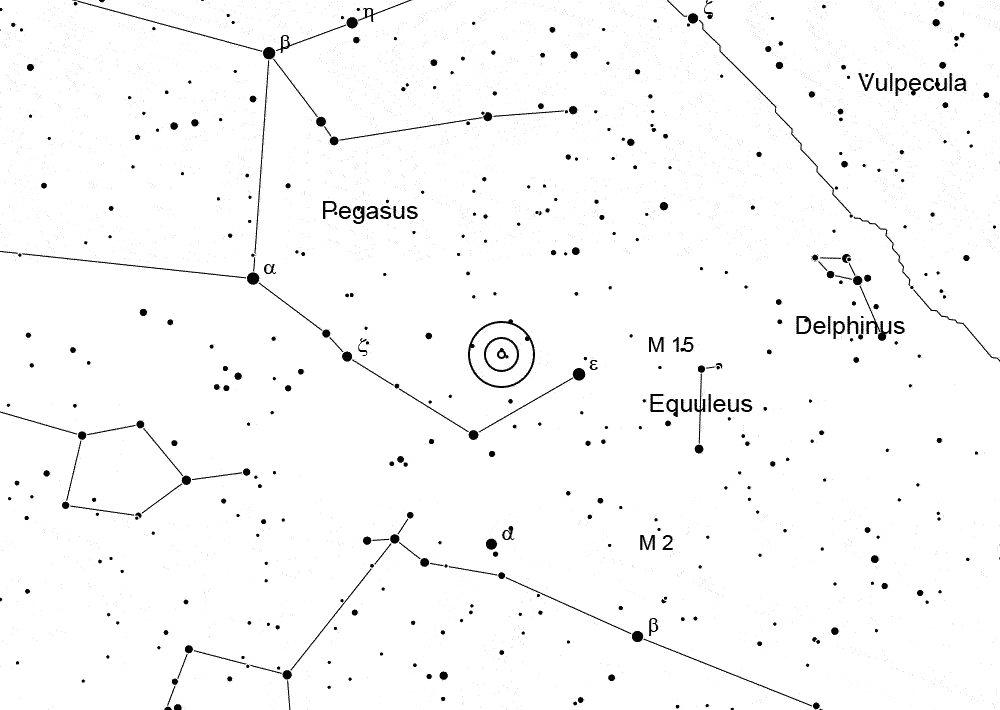 η
ζ
β
Vulpecula
Pegasus
α
Delphinus
ζ
M 15
ε
Equuleus
α
M 2
β